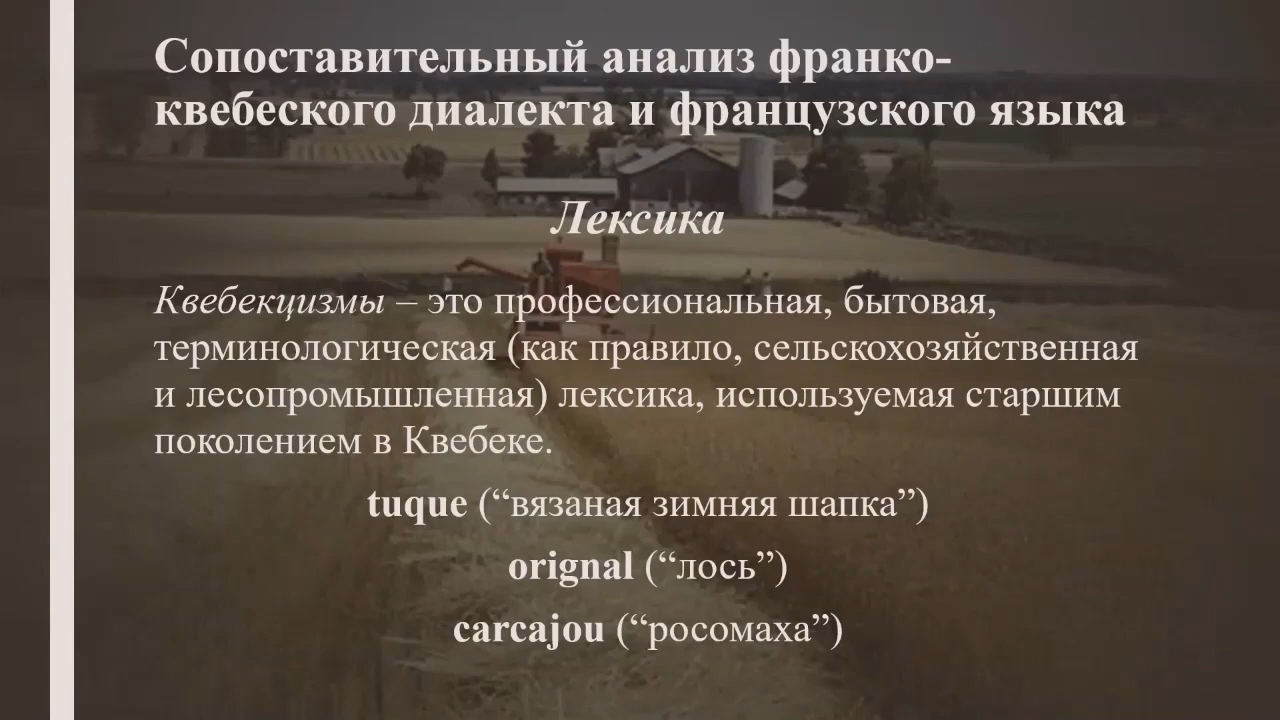 Сопоставительный анализ франко-
квебеского диалекта и французского языка
Лексика
Квебекцизмы – это профессиональная, бытовая,
терминологическая (как правило, сельскохозяйственная
и лесопромышленная) лексика, используемая старшим
поколением в Квебеке.
tuque (“вязаная зимняя шапка”)
orignal (“лось”)
carcajou (“росомаха”)